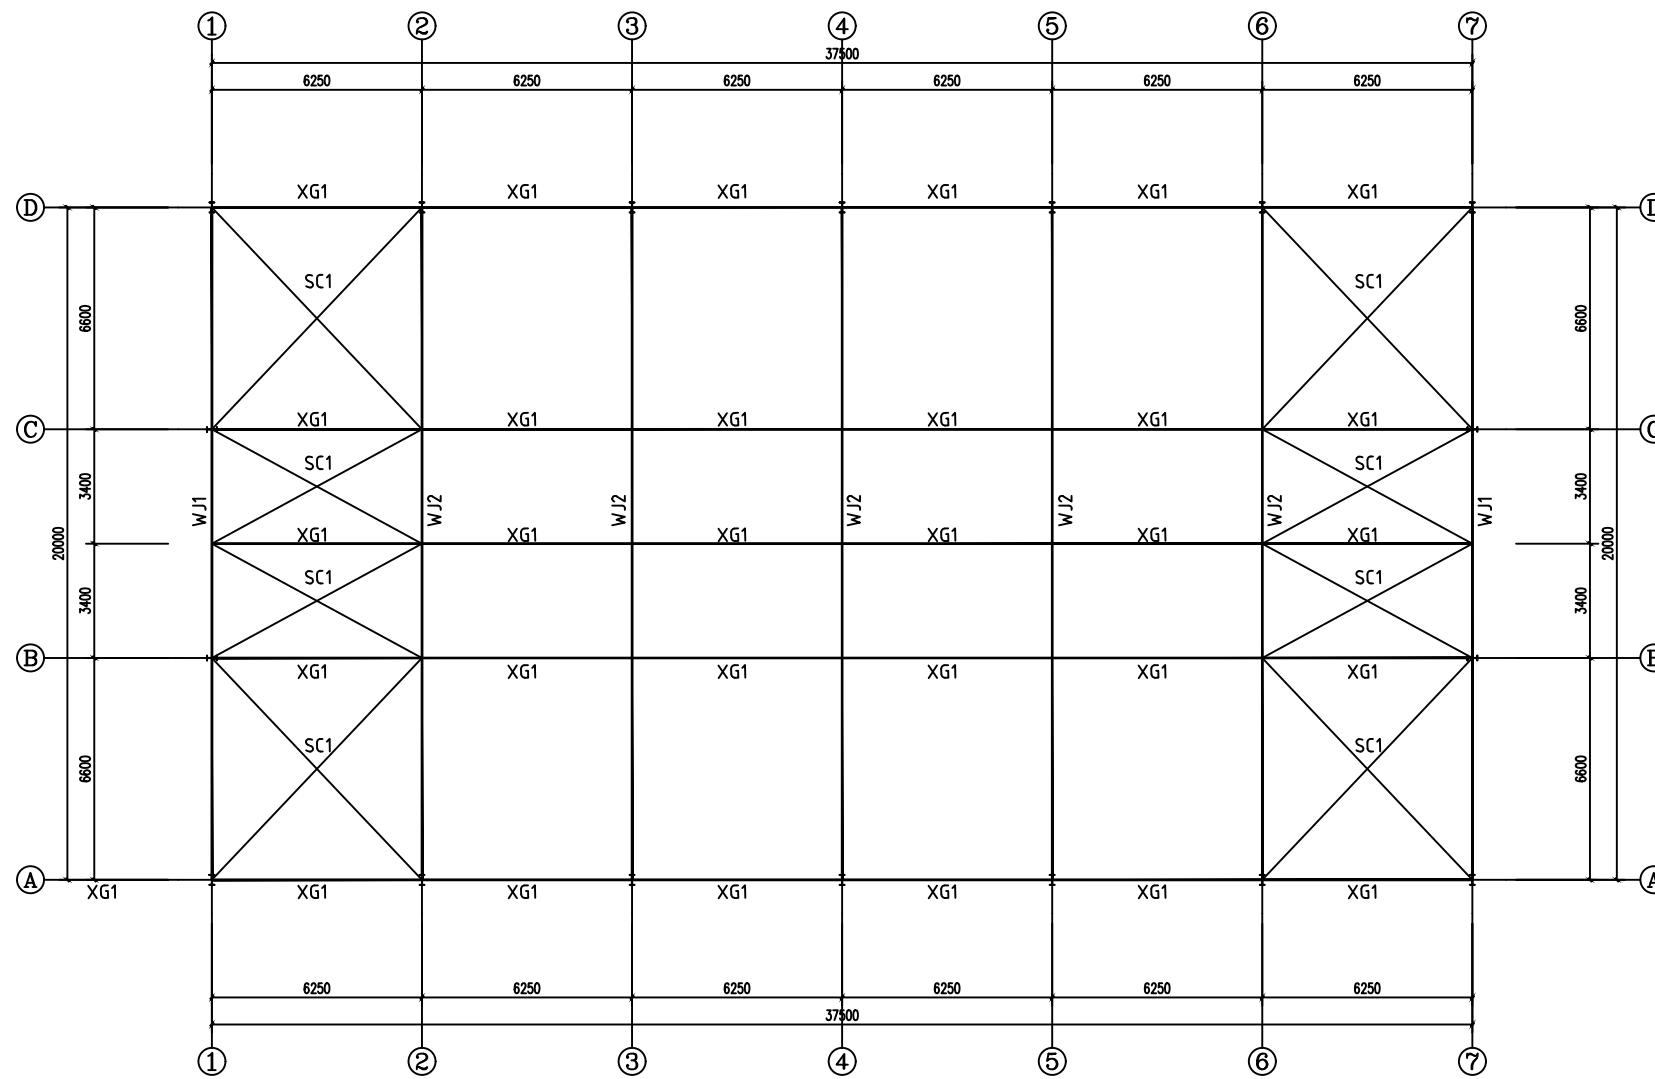 1 2 3 4 5 6 7
37500
6250 6250 6250 6250 6250 6250
XG1 XG1 XG1 XG1 XG1 XG1
D D
SC1 SC1
6600 6600
XG1 XG1 XG1 XG1 XG1 XG1
C C
SC1 SC1
3400 3400
WJ1 WJ2 WJ2 WJ2 WJ2 WJ2 WJ1
XG1 XG1 XG1 XG1 XG1 XG1
20000 20000
SC1 SC1
3400 3400
B B
XG1 XG1 XG1 XG1 XG1 XG1
SC1 SC1
6600 6600
A A
XG1 XG1 XG1 XG1 XG1 XG1 XG1
6250 6250 6250 6250 6250 6250
37500
1 2 3 4 5 6 7